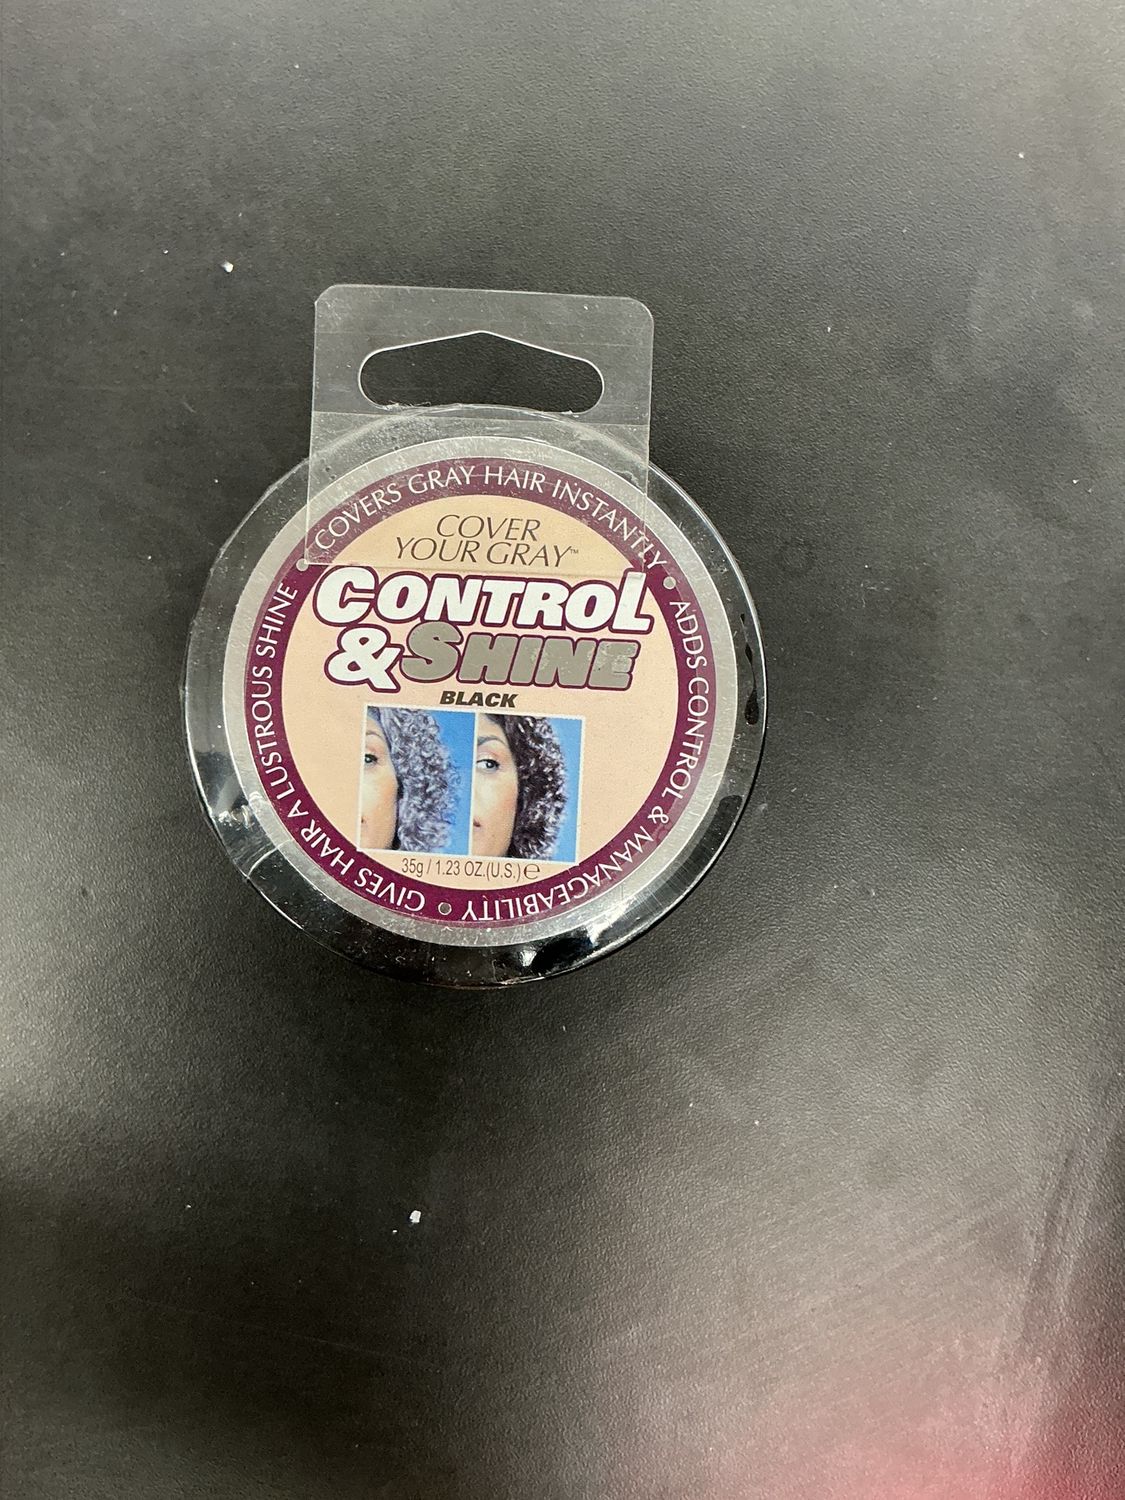 COVERS GRAY HAIR INSTANTLY • ADDS CONTROL & MANAGEABILITY • GIVES HAIR A LUSTROUS SHINE •
COVER
YOUR GRAY™
CONTROL
& SHINE
BLACK
35g / 1.23 OZ.(U.S.) ℮